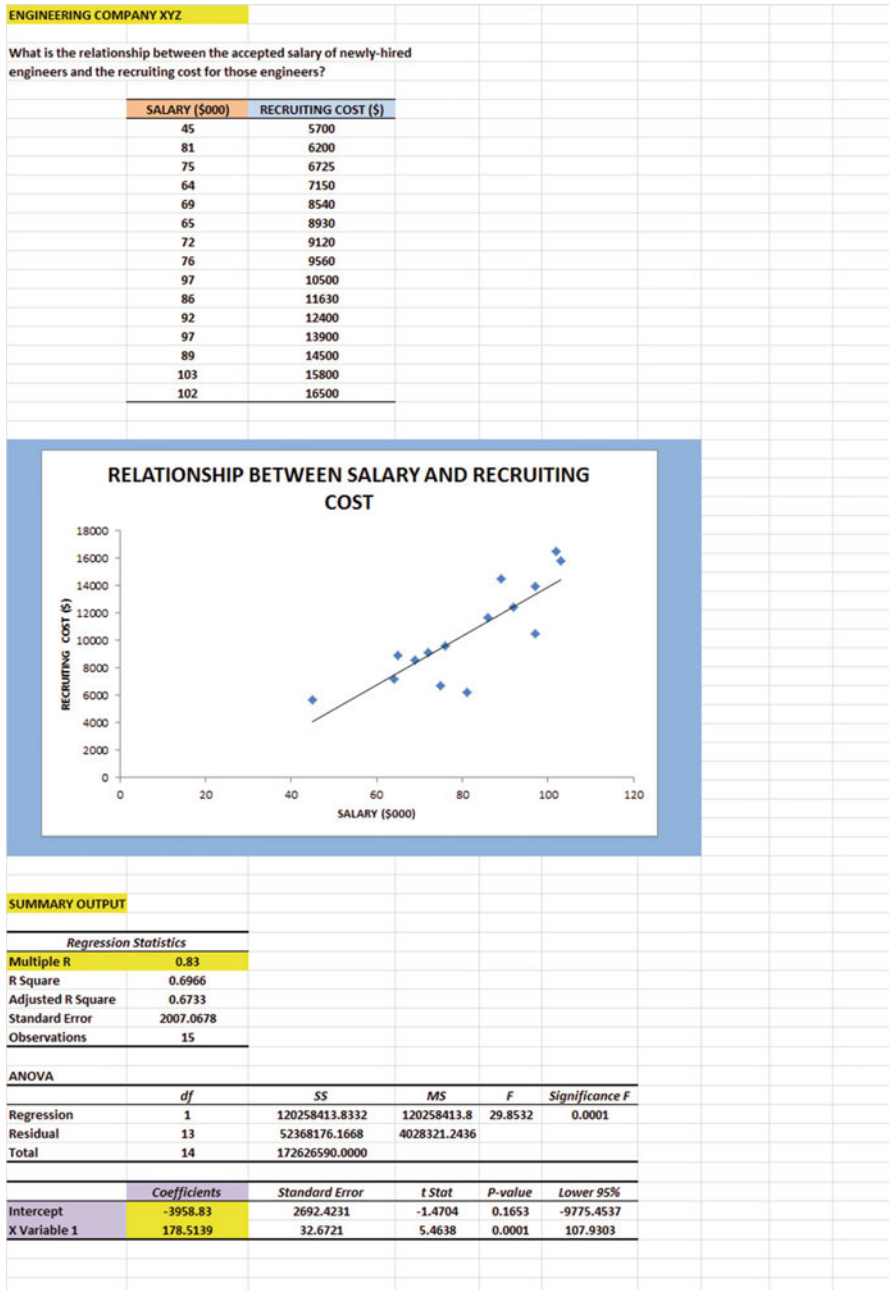 ENGINEERING COMPANY XYZ
What is the relationship between the accepted salary of newly-hired
engineers and the recruiting cost for those engineers?
SALARY ($000) RECRUITING COST ($)
45 5700
81 6200
75 6725
64 7150
69 8540
65 8930
72 9120
76 9560
97 10500
86 11630
92 12400
97 13900
89 14500
103 15800
102 16500
RELATIONSHIP BETWEEN SALARY AND RECRUITING
COST
18000
16000
14000
12000
10000
8000
6000
4000
2000
0
RECRUITING COST ($)
0 20 40 60 80 100 120
SALARY ($000)
SUMMARY OUTPUT
Regression Statistics
Multiple R 0.83
R Square 0.6966
Adjusted R Square 0.6733
Standard Error 2007.0678
Observations 15
ANOVA
df SS MS F Significance F
Regression 1 120258413.8332 120258413.8 29.8532 0.0001
Residual 13 52368176.1668 4028321.2436
Total 14 172626590.0000
Coefficients Standard Error t Stat P-value Lower 95%
Intercept -3958.83 2692.4231 -1.4704 0.1653 -9775.4537
X Variable 1 178.5139 32.6721 5.4638 0.0001 107.9303